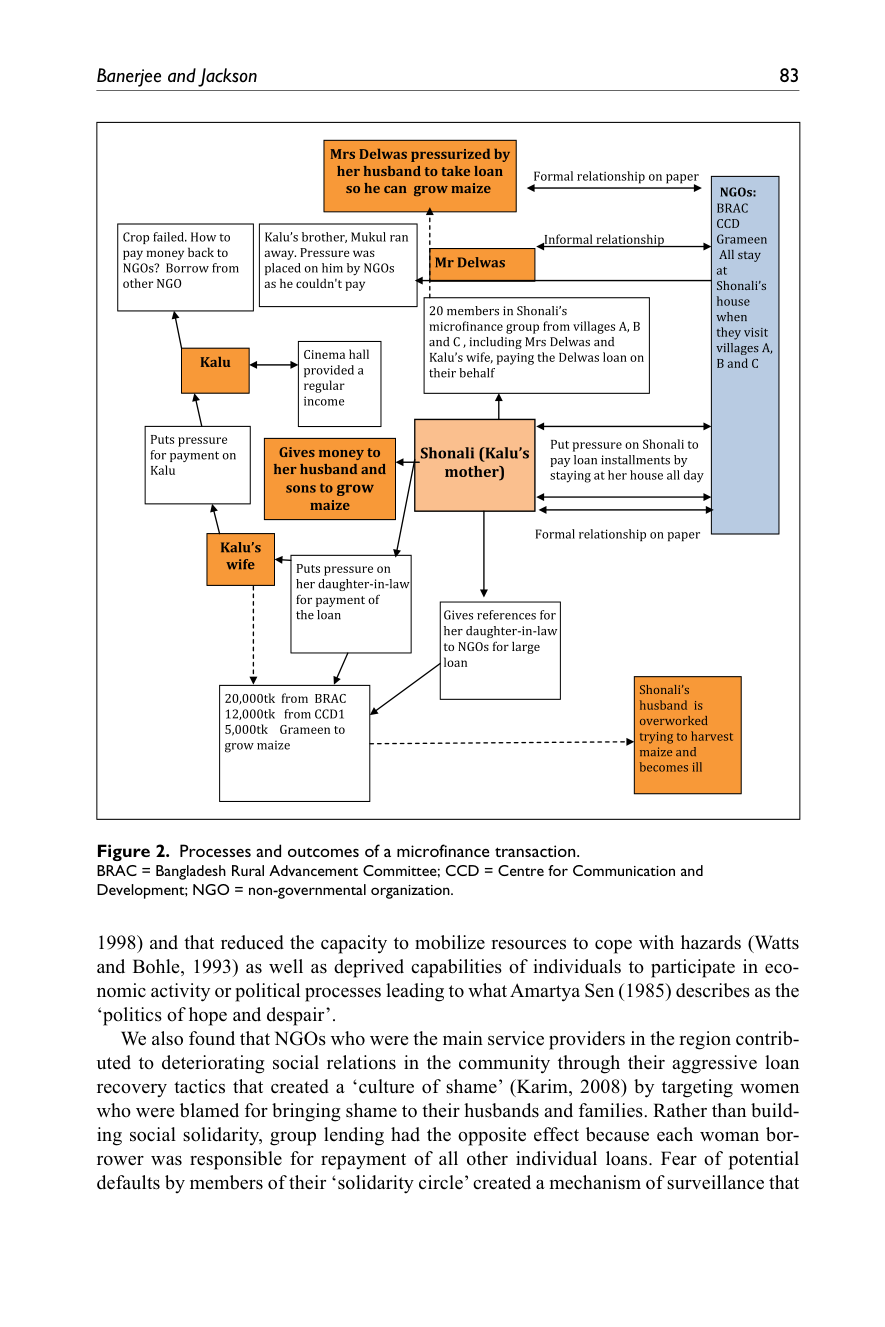 Banerjee and Jackson
83
Mrs Delwas pressurized by
her husband to take loan
so he can grow maize
Formal relationship on paper
NGOs:
BRAC
CCD
Grameen
All stay
at
Shonali's
house
when
they visit
villages A,
B and C
Crop failed. How to
pay money back to
NGOs? Borrow from
other NGO
Kalu's brother, Mukul ran
away. Pressure was
placed on him by NGOs
as he couldn't pay
Informal relationship
Mr Delwas
20 members in Shonali's
microfinance group from villages A, B
and C , including Mrs Delwas and
Kalu's wife, paying the Delwas loan on
their behalf
Kalu
Cinema hall
provided a
regular
income
Puts pressure
for payment on
Kalu
Gives money to
her husband and
sons to grow
maize
Shonali (Kalu's
mother)
Put pressure on Shonali to
pay loan installments by
staying at her house all day
Formal relationship on paper
Kalu's
wife
Puts pressure on
her daughter-in-law
for payment of
the loan
Gives references for
her daughter-in-law
to NGOs for large
loan
20,000tk from BRAC
12,000tk from CCD1
5,000tk Grameen to
grow maize
Shonali's
husband is
overworked
trying to harvest
maize and
becomes ill
Figure 2. Processes and outcomes of a microfinance transaction.
BRAC = Bangladesh Rural Advancement Committee; CCD = Centre for Communication and
Development; NGO = non-governmental organization.
1998) and that reduced the capacity to mobilize resources to cope with hazards (Watts
and Bohle, 1993) as well as deprived capabilities of individuals to participate in eco-
nomic activity or political processes leading to what Amartya Sen (1985) describes as the
'politics of hope and despair'.
We also found that NGOs who were the main service providers in the region contrib-
uted to deteriorating social relations in the community through their aggressive loan
recovery tactics that created a 'culture of shame' (Karim, 2008) by targeting women
who were blamed for bringing shame to their husbands and families. Rather than build-
ing social solidarity, group lending had the opposite effect because each woman bor-
rower was responsible for repayment of all other individual loans. Fear of potential
defaults by members of their 'solidarity circle' created a mechanism of surveillance that